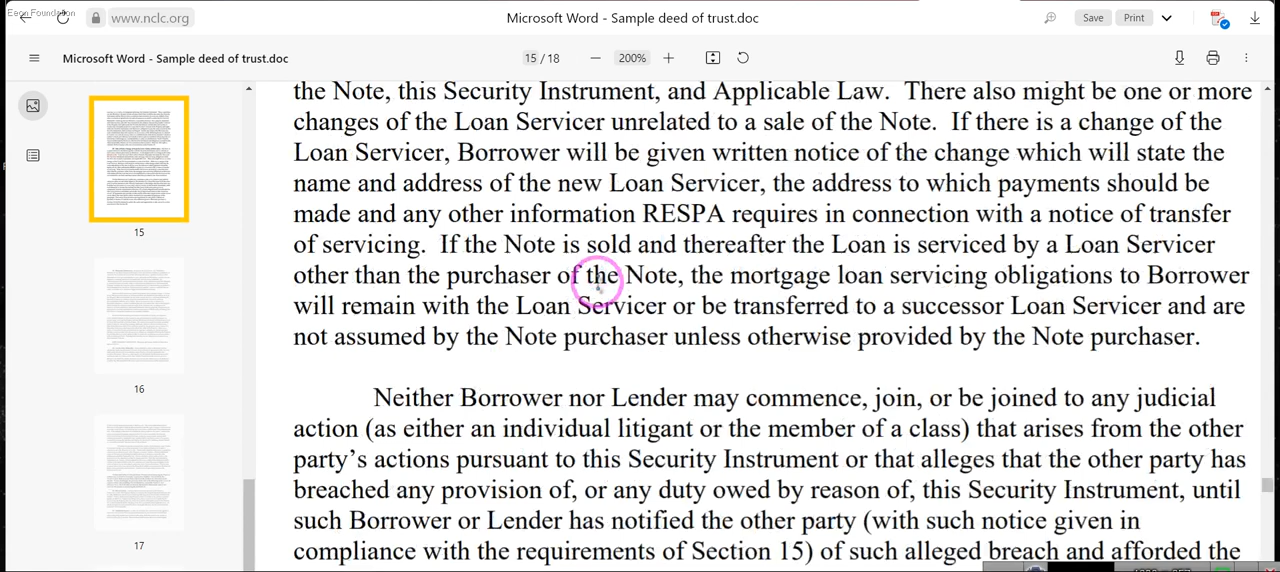 Eeon Foundation
www.nclc.org
Microsoft Word - Sample deed of trust.doc
Save
Print
Microsoft Word - Sample deed of trust.doc
15 / 18
200%
the Note, this Security Instrument, and Applicable Law. There also might be one or more
changes of the Loan Servicer unrelated to a sale of the Note. If there is a change of the
Loan Servicer, Borrower will be given written notice of the change which will state the
name and address of the new Loan Servicer, the address to which payments should be
made and any other information RESPA requires in connection with a notice of transfer
of servicing. If the Note is sold and thereafter the Loan is serviced by a Loan Servicer
other than the purchaser of the Note, the mortgage loan servicing obligations to Borrower
will remain with the Loan Servicer or be transferred to a successor Loan Servicer and are
not assumed by the Note purchaser unless otherwise provided by the Note purchaser.
Neither Borrower nor Lender may commence, join, or be joined to any judicial
action (as either an individual litigant or the member of a class) that arises from the other
party's actions pursuant to this Security Instrument or that alleges that the other party has
breached any provision of, or any duty owed by reason of, this Security Instrument, until
such Borrower or Lender has notified the other party (with such notice given in
compliance with the requirements of Section 15) of such alleged breach and afforded the
15
16
17